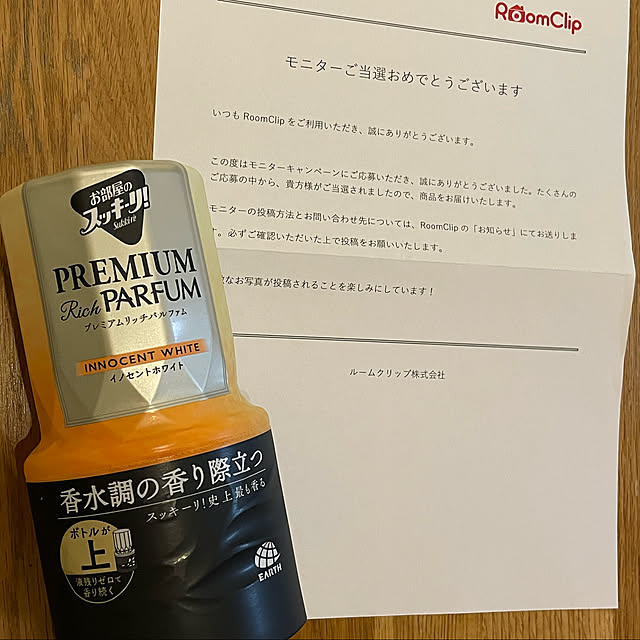 RoomClip
モニターご当選おめでとうございます
いつも RoomClip をご利用いただき、誠にありがとうございます。
この度はモニターキャンペーンにご応募いただき、誠にありがとうございました。たくさんの
ご応募の中から、貴方様がご当選されましたので、商品をお届けいたします。
モニターの投稿方法とお問い合わせ先については、RoomClip の「お知らせ」にてお送りしま
す。必ずご確認いただいた上で投稿をお願いいたします。
なお写真が投稿されることを楽しみにしています！
ルームクリップ株式会社
お部屋の
スッキーリ!
Sukki-ri
PREMIUM
Rich PARFUM
プレミアムリッチパルファム
INNOCENT WHITE
イノセントホワイト
香水調の香り際立つ
スッキーリ!史上最も香る
ボトルが
上
液残りゼロで
香り続く
EARTH